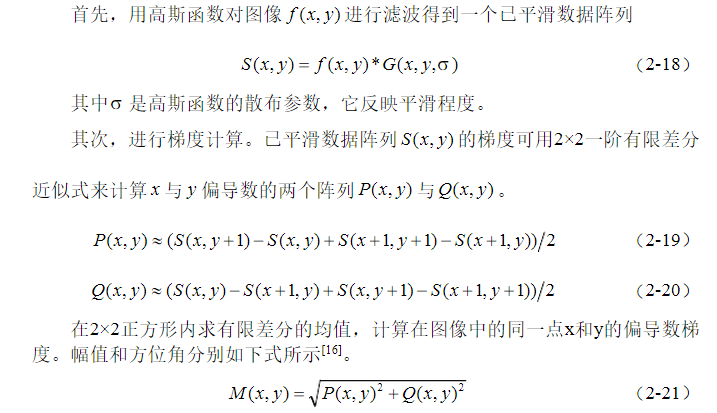 首先，用高斯函数对图像 f(x, y) 进行滤波得到一个已平滑数据阵列
S(x, y) = f(x, y)*G(x, y,σ)　（2-18）
其中σ 是高斯函数的散布参数，它反映平滑程度。
其次，进行梯度计算。已平滑数据阵列 S(x, y) 的梯度可用2×2一阶有限差分
近似式来计算 x 与 y 偏导数的两个阵列 P(x, y) 与 Q(x, y) 。
P(x, y) ≈ (S(x, y+1) − S(x, y) + S(x+1, y+1) − S(x+1, y))/2　（2-19）
Q(x, y) ≈ (S(x, y) − S(x+1, y) + S(x, y+1) − S(x+1, y+1))/2　（2-20）
在2×2正方形内求有限差分的均值，计算在图像中的同一点x和y的偏导数梯
度。幅值和方位角分别如下式所示[16]。
M(x, y) = √(P(x, y)² + Q(x, y)²)　（2-21）